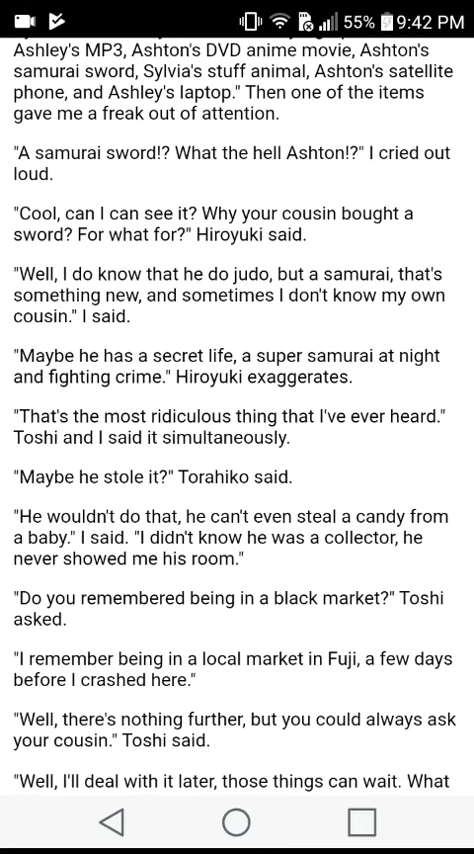 55% 9:42 PM
Ashley's MP3, Ashton's DVD anime movie, Ashton's
samurai sword, Sylvia's stuff animal, Ashton's satellite
phone, and Ashley's laptop." Then one of the items
gave me a freak out of attention.
"A samurai sword!? What the hell Ashton!?" I cried out
loud.
"Cool, can I can see it? Why your cousin bought a
sword? For what for?" Hiroyuki said.
"Well, I do know that he do judo, but a samurai, that's
something new, and sometimes I don't know my own
cousin." I said.
"Maybe he has a secret life, a super samurai at night
and fighting crime." Hiroyuki exaggerates.
"That's the most ridiculous thing that I've ever heard."
Toshi and I said it simultaneously.
"Maybe he stole it?" Torahiko said.
"He wouldn't do that, he can't even steal a candy from
a baby." I said. "I didn't know he was a collector, he
never showed me his room."
"Do you remembered being in a black market?" Toshi
asked.
"I remember being in a local market in Fuji, a few days
before I crashed here."
"Well, there's nothing further, but you could always ask
your cousin." Toshi said.
"Well, I'll deal with it later, those things can wait. What